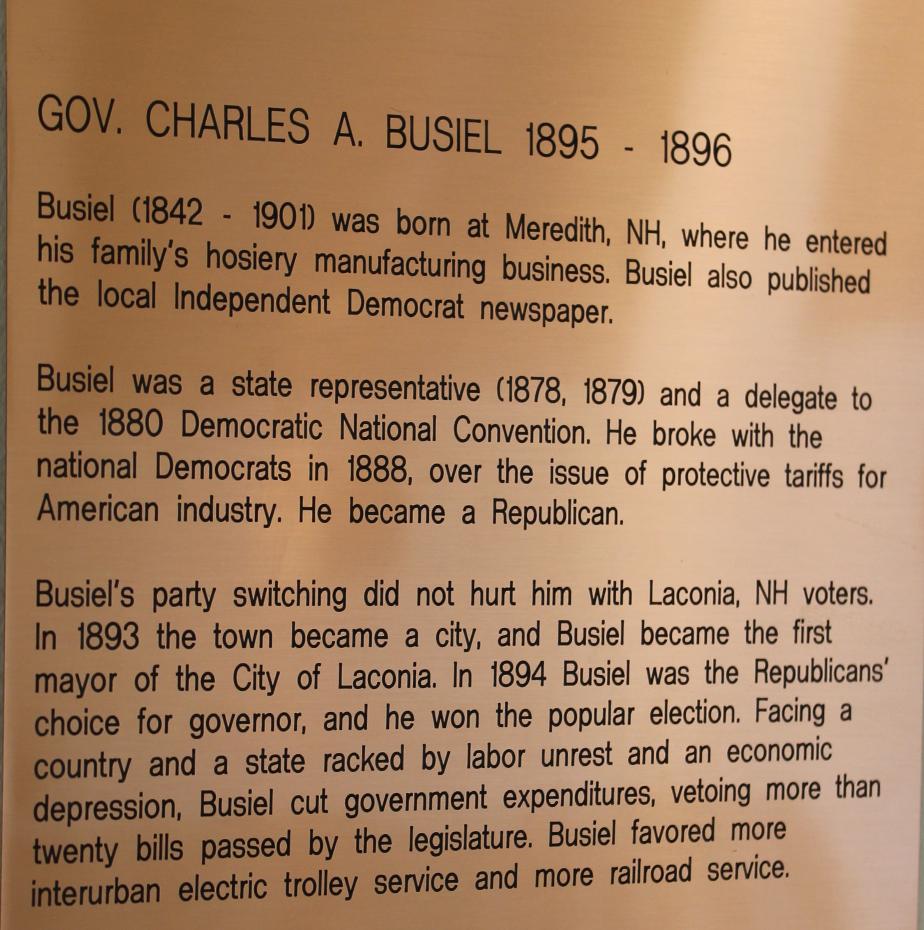 GOV. CHARLES A. BUSIEL 1895 - 1896
Busiel (1842 - 1901) was born at Meredith, NH, where he entered
his family's hosiery manufacturing business. Busiel also published
the local Independent Democrat newspaper.
Busiel was a state representative (1878, 1879) and a delegate to
the 1880 Democratic National Convention. He broke with the
national Democrats in 1888, over the issue of protective tariffs for
American industry. He became a Republican.
Busiel's party switching did not hurt him with Laconia, NH voters.
In 1893 the town became a city, and Busiel became the first
mayor of the City of Laconia. In 1894 Busiel was the Republicans'
choice for governor, and he won the popular election. Facing a
country and a state racked by labor unrest and an economic
depression, Busiel cut government expenditures, vetoing more than
twenty bills passed by the legislature. Busiel favored more
interurban electric trolley service and more railroad service.